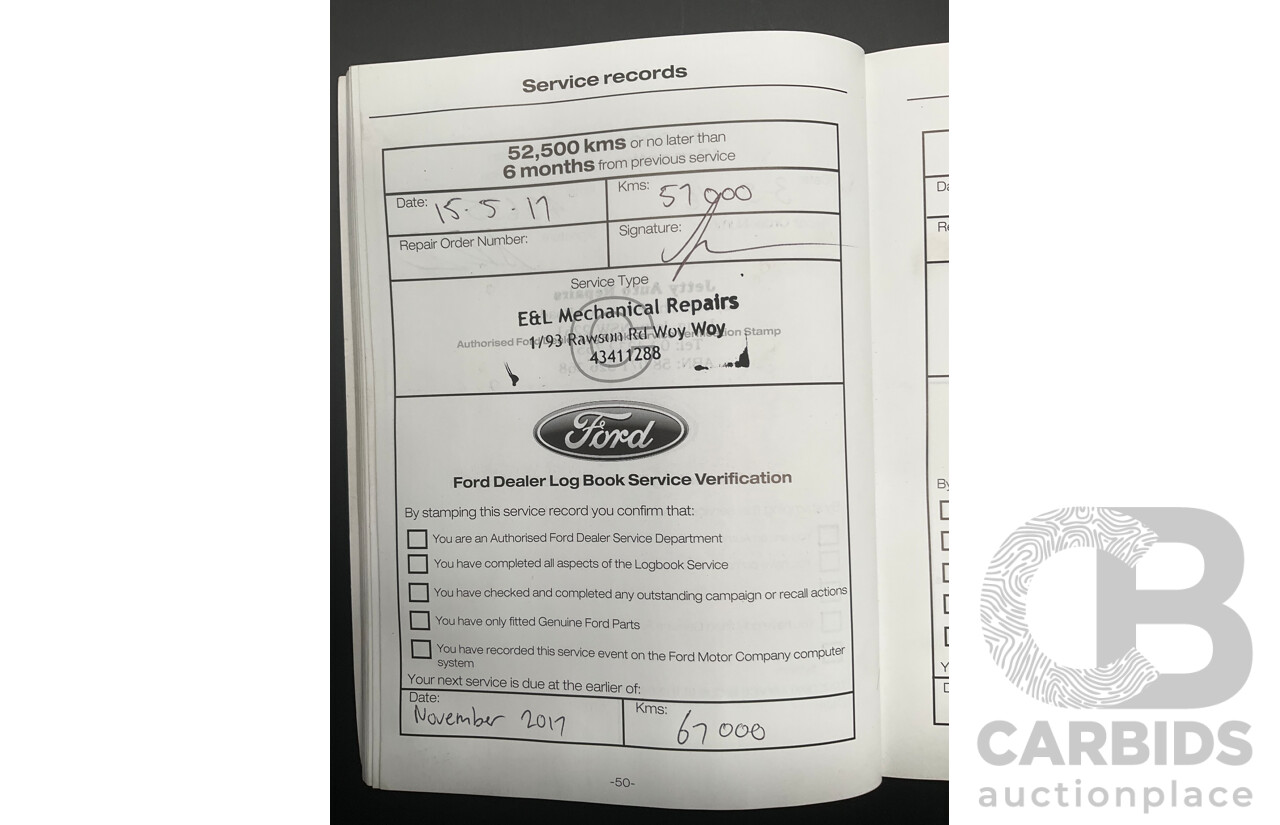 Service records
52,500 kms or no later than
6 months from previous service
Date: 15.5.17
Kms: 57000
Repair Order Number:
Signature:
Service Type
E&L Mechanical Repairs
1/93 Rawson Rd Woy Woy
43411288
Ford
Ford Dealer Log Book Service Verification
By stamping this service record you confirm that:
You are an Authorised Ford Dealer Service Department
You have completed all aspects of the Logbook Service
You have checked and completed any outstanding campaign or recall actions
You have only fitted Genuine Ford Parts
You have recorded this service event on the Ford Motor Company computer
system
Your next service is due at the earlier of:
Date: November 2017
Kms: 67000
-50-
CB
CARBIDS
auctionplace